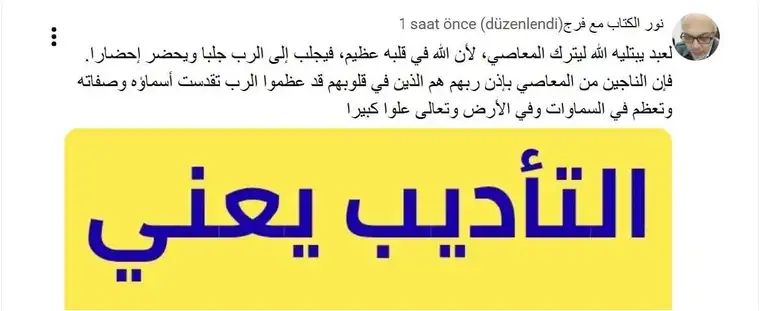 نور الكتاب مع فرج(düzenlendi) 1 saat önce
لعبد يبتليه الله ليترك المعاصي، لأن الله في قلبه عظيم، فيجلب إلى الرب جلبا ويحضر إحضارا.
فإن الناجين من المعاصي بإذن ربهم هم الذين في قلوبهم قد عظموا الرب تقدست أسماؤه وصفاته
وتعظم في السماوات وفي الأرض وتعالى علوا كبيرا
التأديب يعني